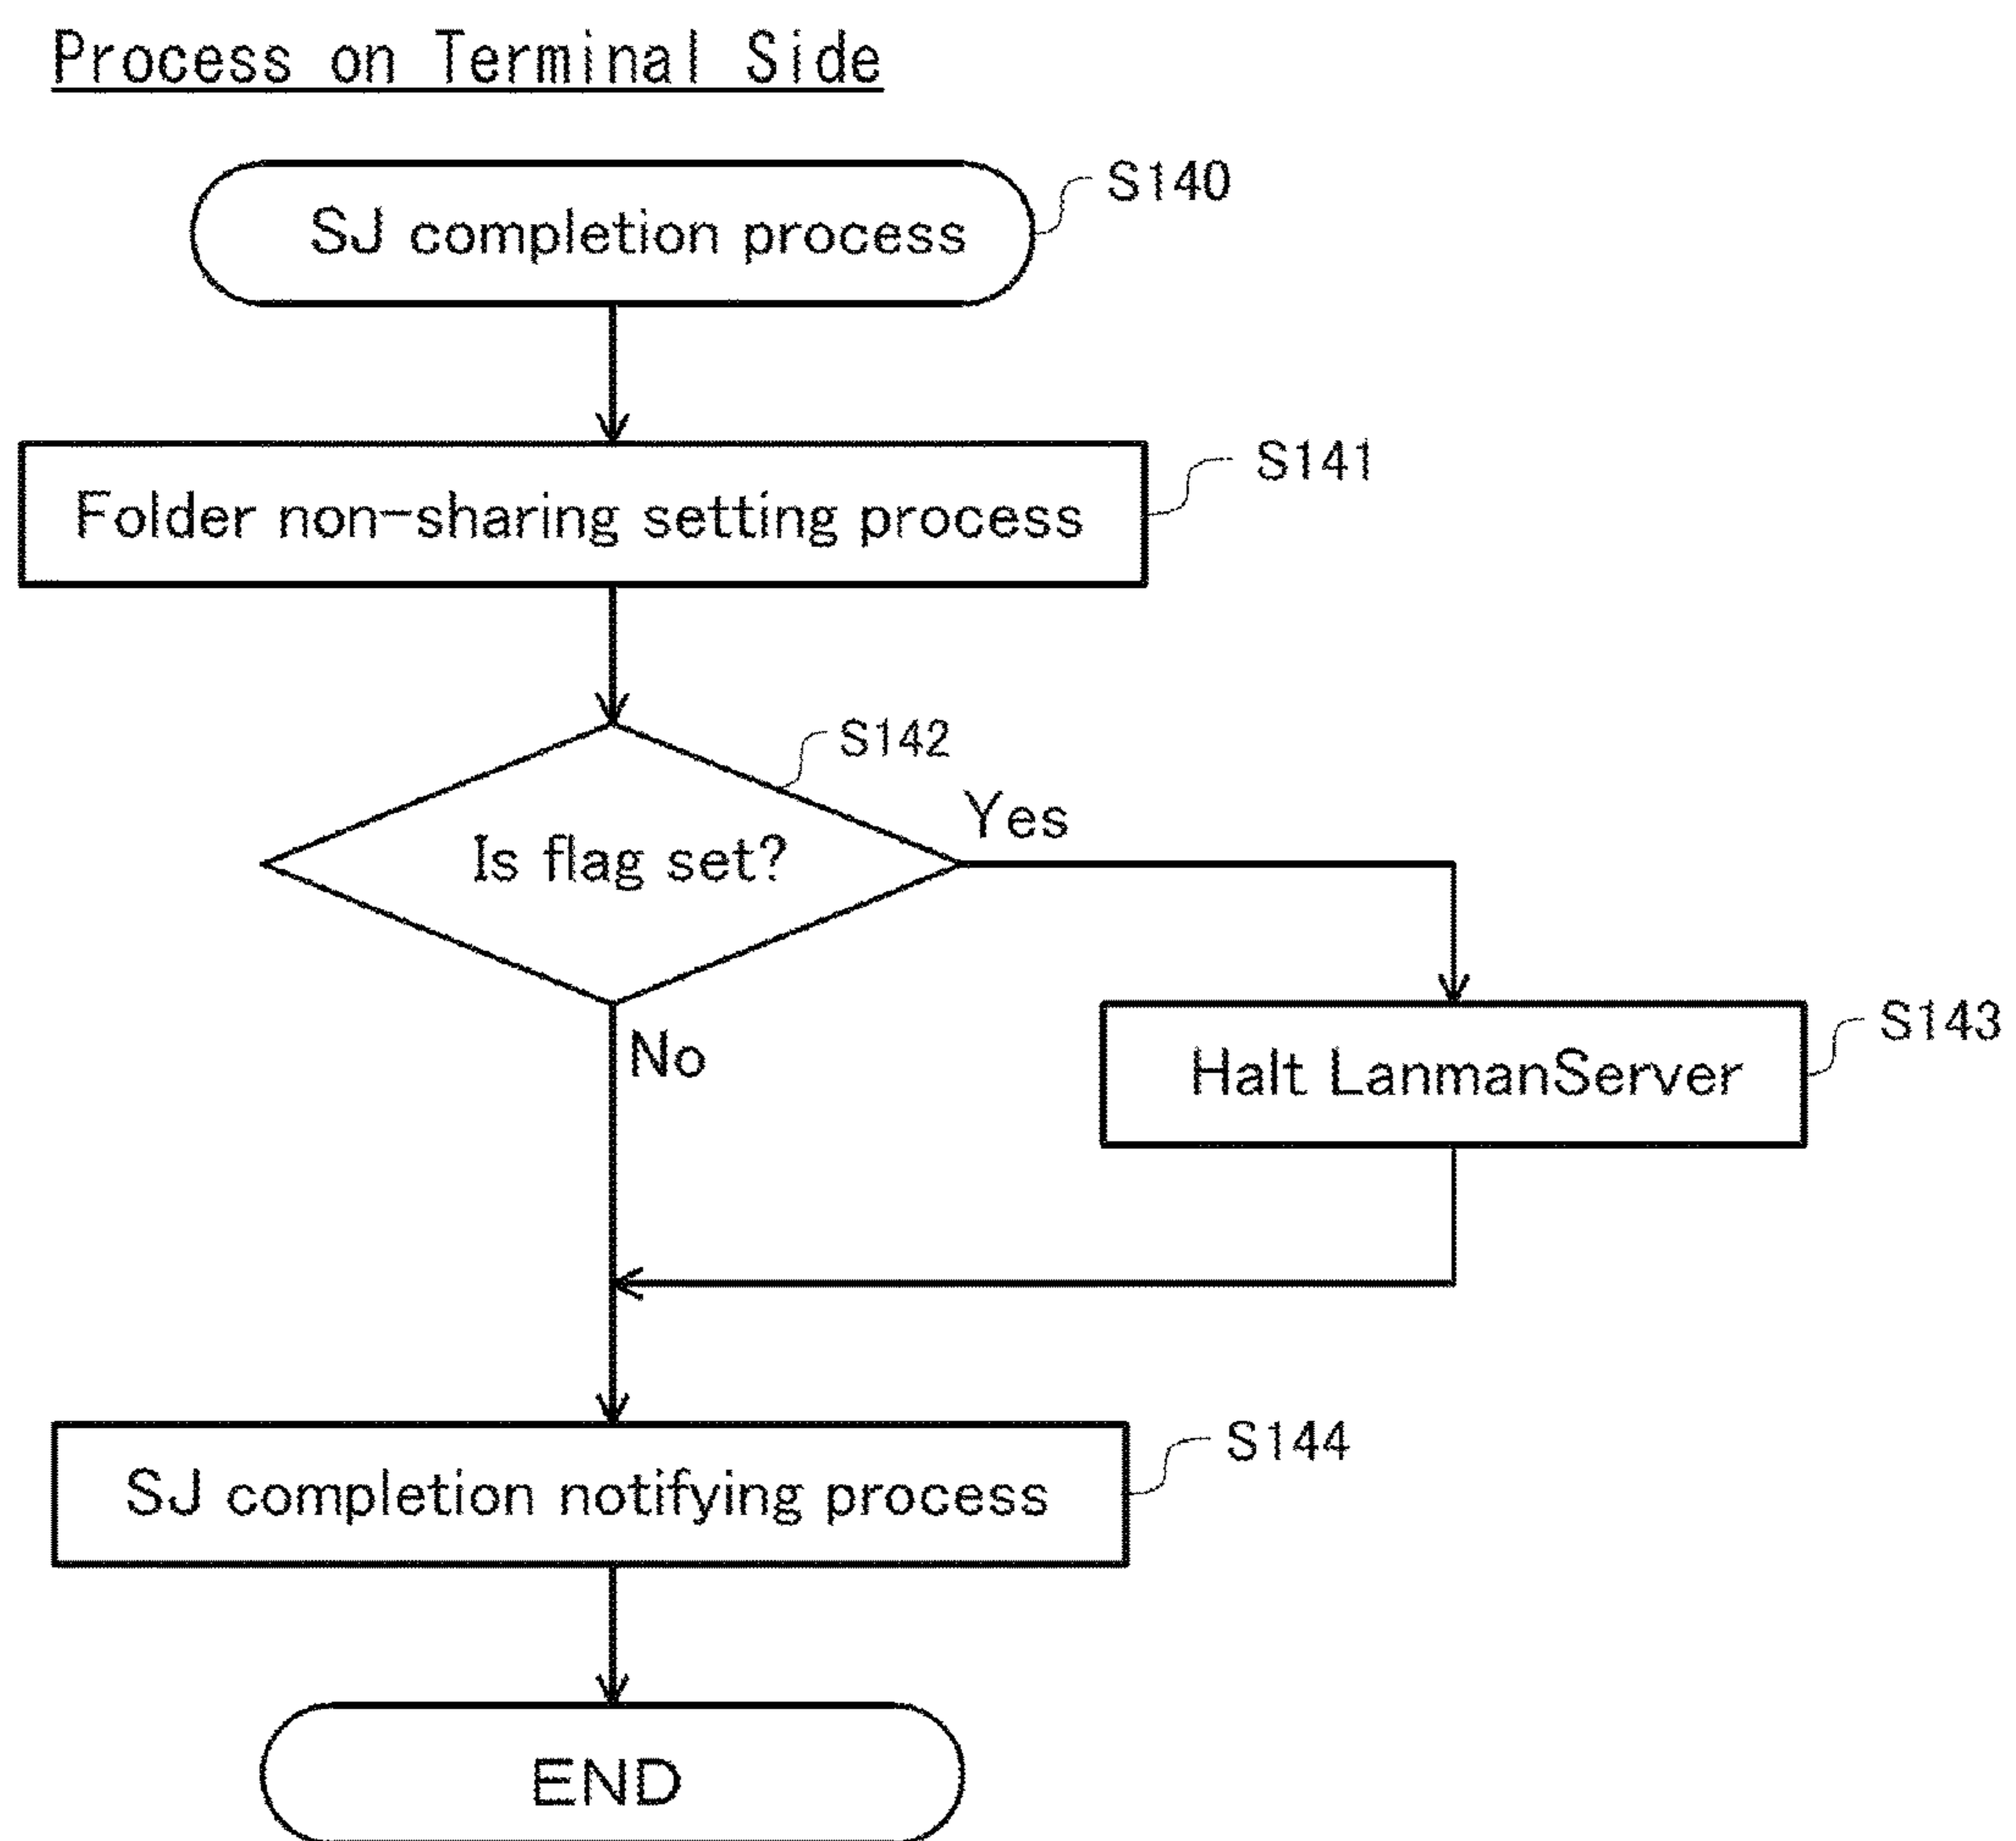 Process on Terminal Side
S140
SJ completion process
S141
Folder non-sharing setting process
S142
Yes
Is flag set?
S143
No
Halt LanmanServer
S144
SJ completion notifying process
END